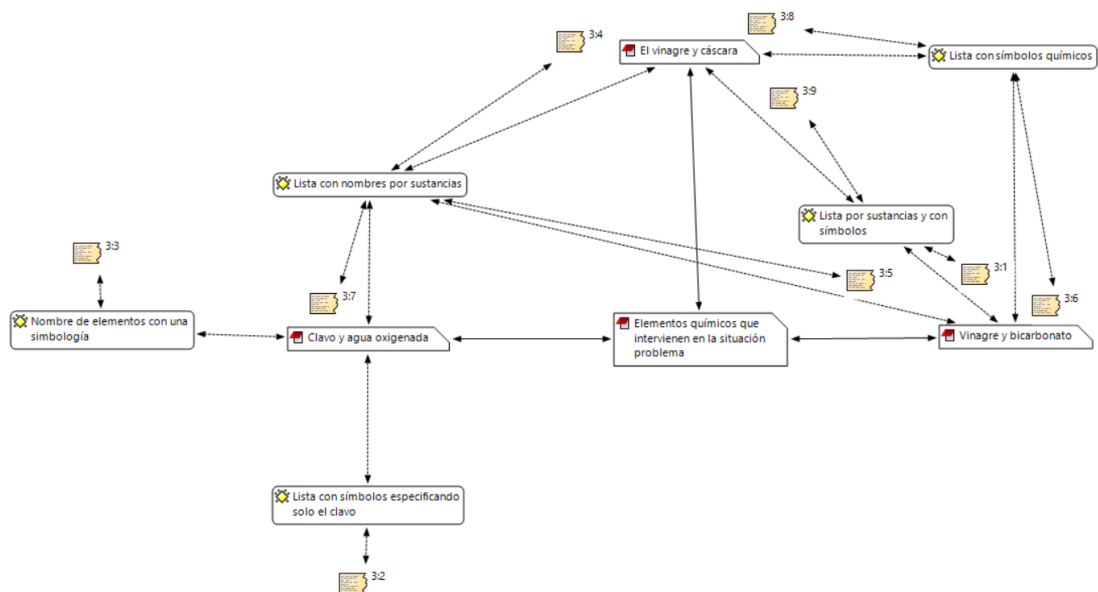 3:8
3:4
El vinagre y cáscara
Lista con símbolos químicos
3:9
Lista con nombres por sustancias
Lista por sustancias y con
símbolos
3:3
3:5
3:1
3:7
3:6
Nombre de elementos con una
simbología
Clavo y agua oxigenada
Elementos químicos que
intervienen en la situación
problema
Vinagre y bicarbonato
Lista con símbolos especificando
solo el clavo
3:2